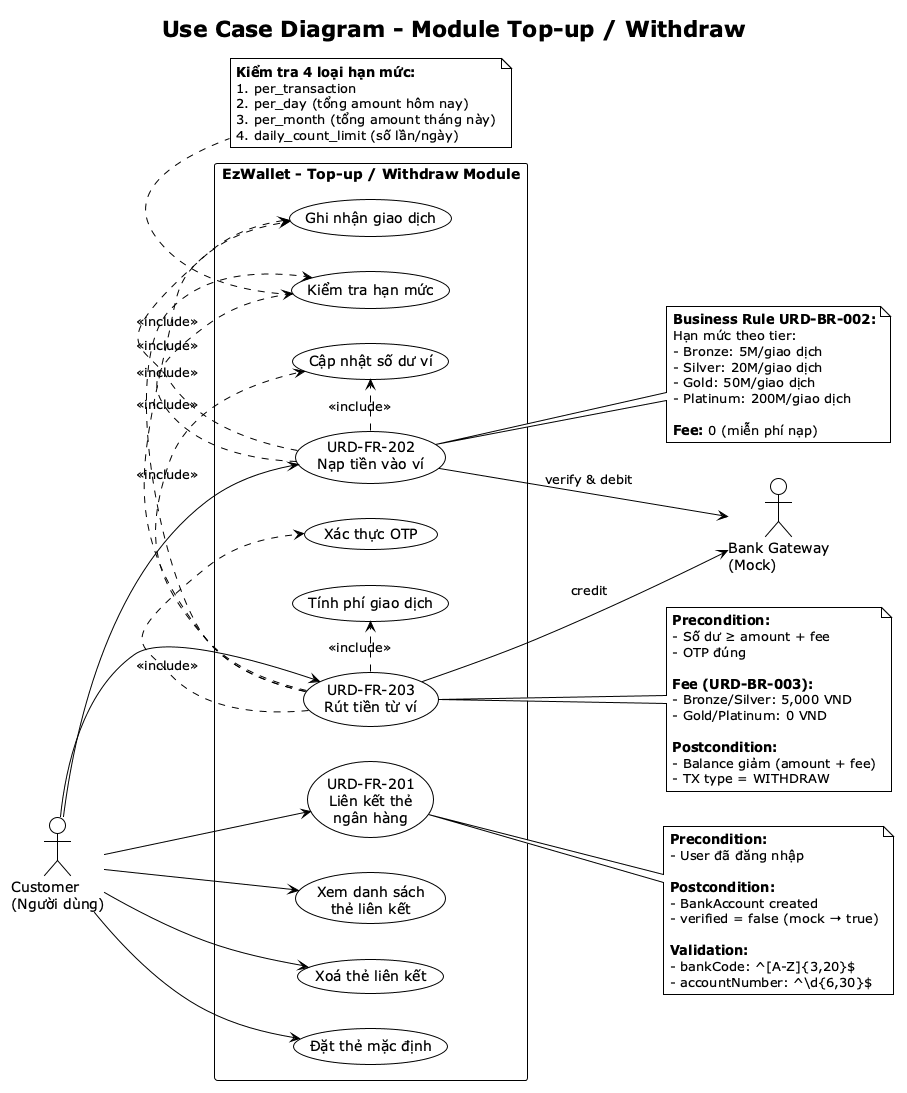 Use Case Diagram - Module Top-up / Withdraw
Kiểm tra 4 loại hạn mức:
1. per_transaction
2. per_day (tổng amount hôm nay)
3. per_month (tổng amount tháng này)
4. daily_count_limit (số lần/ngày)
EzWallet - Top-up / Withdraw Module
Ghi nhận giao dịch
Kiểm tra hạn mức
«include»
«include»
«include»
«include»
Cập nhật số dư ví
«include»
URD-FR-202
Nạp tiền vào ví
«include»
Xác thực OTP
Tính phí giao dịch
«include»
«include»
URD-FR-203
Rút tiền từ ví
URD-FR-201
Liên kết thẻ
ngân hàng
Xem danh sách
thẻ liên kết
Xoá thẻ liên kết
Đặt thẻ mặc định
Customer
(Người dùng)
Business Rule URD-BR-002:
Hạn mức theo tier:
- Bronze: 5M/giao dịch
- Silver: 20M/giao dịch
- Gold: 50M/giao dịch
- Platinum: 200M/giao dịch
Fee: 0 (miễn phí nạp)
verify & debit
Bank Gateway
(Mock)
credit
Precondition:
- Số dư ≥ amount + fee
- OTP đúng
Fee (URD-BR-003):
- Bronze/Silver: 5,000 VND
- Gold/Platinum: 0 VND
Postcondition:
- Balance giảm (amount + fee)
- TX type = WITHDRAW
Precondition:
- User đã đăng nhập
Postcondition:
- BankAccount created
- verified = false (mock → true)
Validation:
- bankCode: ^[A-Z]{3,20}$
- accountNumber: ^\d{6,30}$